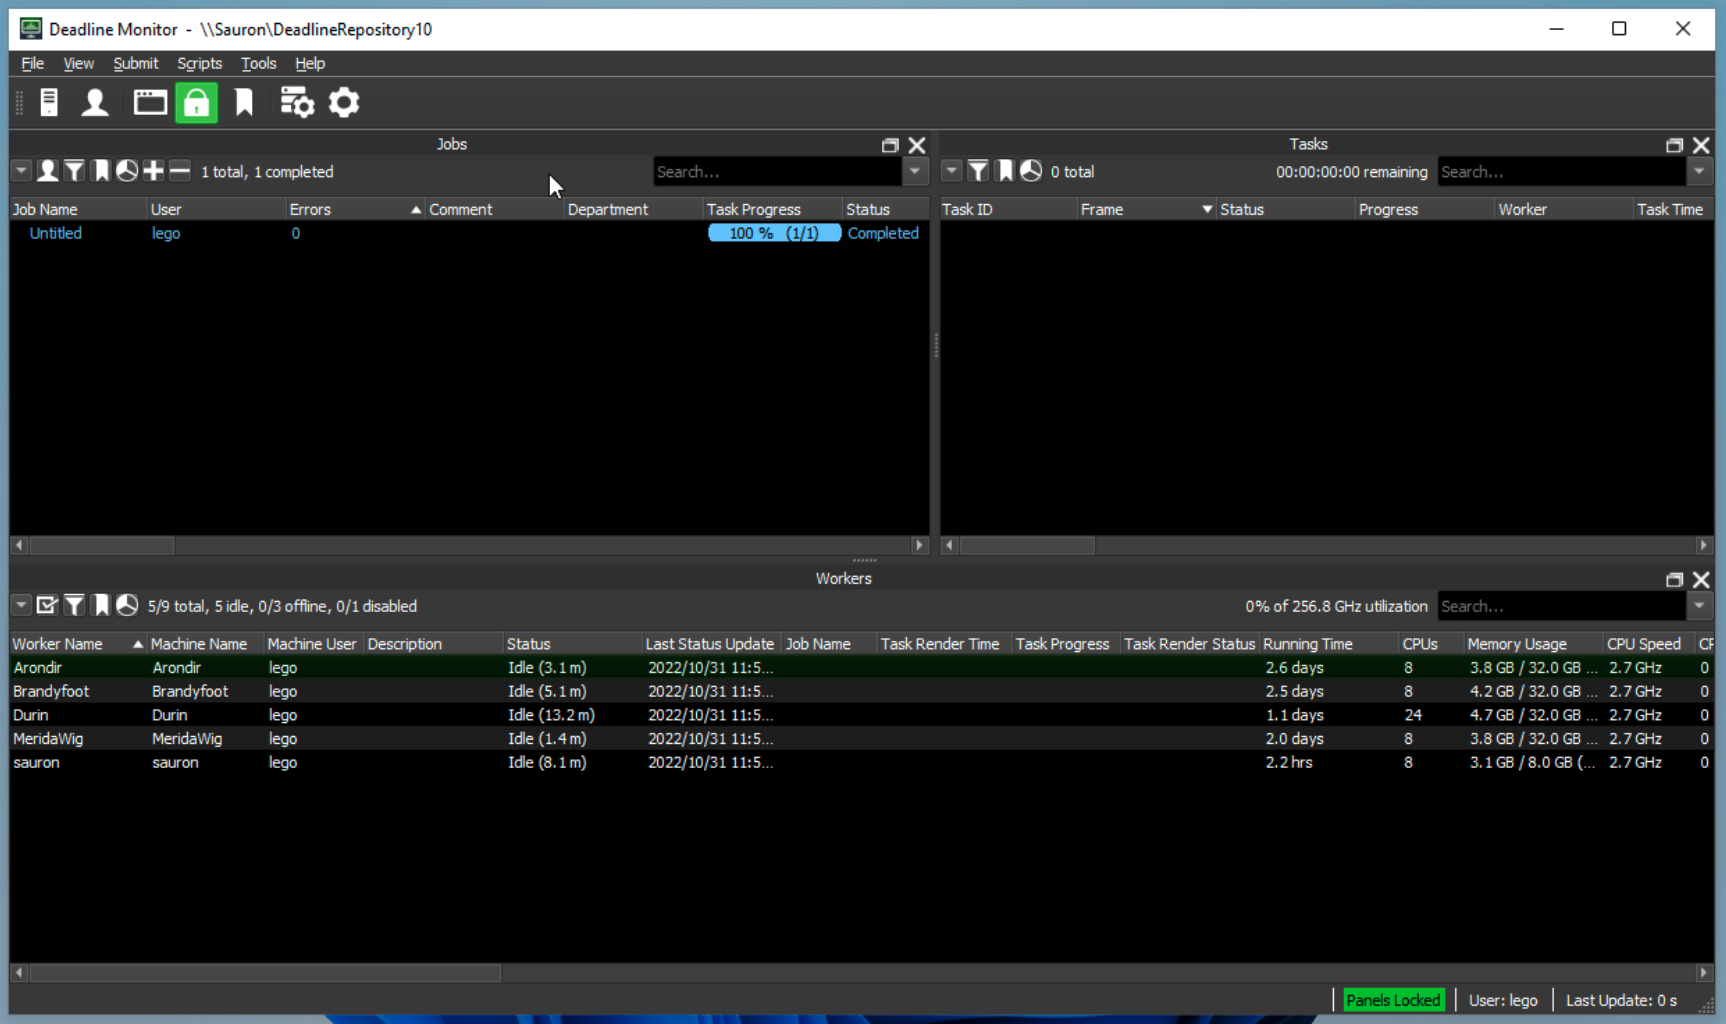 Deadline Monitor - \\Sauron\DeadlineRepository10
File View Submit Scripts Tools Help
Jobs
1 total, 1 completed Search...
Job Name User Errors Comment Department Task Progress Status
Untitled lego 0 100 % (1/1) Completed
Tasks
0 total 00:00:00:00 remaining Search...
Task ID Frame Status Progress Worker Task Time
Workers
5/9 total, 5 idle, 0/3 offline, 0/1 disabled 0% of 256.8 GHz utilization Search...
Worker Name Machine Name Machine User Description Status Last Status Update Job Name Task Render Time Task Progress Task Render Status Running Time CPUs Memory Usage CPU Speed CP
Arondir Arondir lego Idle (3.1 m) 2022/10/31 11:5... 2.6 days 8 3.8 GB / 32.0 GB ... 2.7 GHz 0
Brandyfoot Brandyfoot lego Idle (5.1 m) 2022/10/31 11:5... 2.5 days 8 4.2 GB / 32.0 GB ... 2.7 GHz 0
Durin Durin lego Idle (13.2 m) 2022/10/31 11:5... 1.1 days 24 4.7 GB / 32.0 GB ... 2.7 GHz 0
MeridaWig MeridaWig lego Idle (1.4 m) 2022/10/31 11:5... 2.0 days 8 3.8 GB / 32.0 GB ... 2.7 GHz 0
sauron sauron lego Idle (8.1 m) 2022/10/31 11:5... 2.2 hrs 8 3.1 GB / 8.0 GB (... 2.7 GHz 0
Panels Locked User: lego Last Update: 0 s